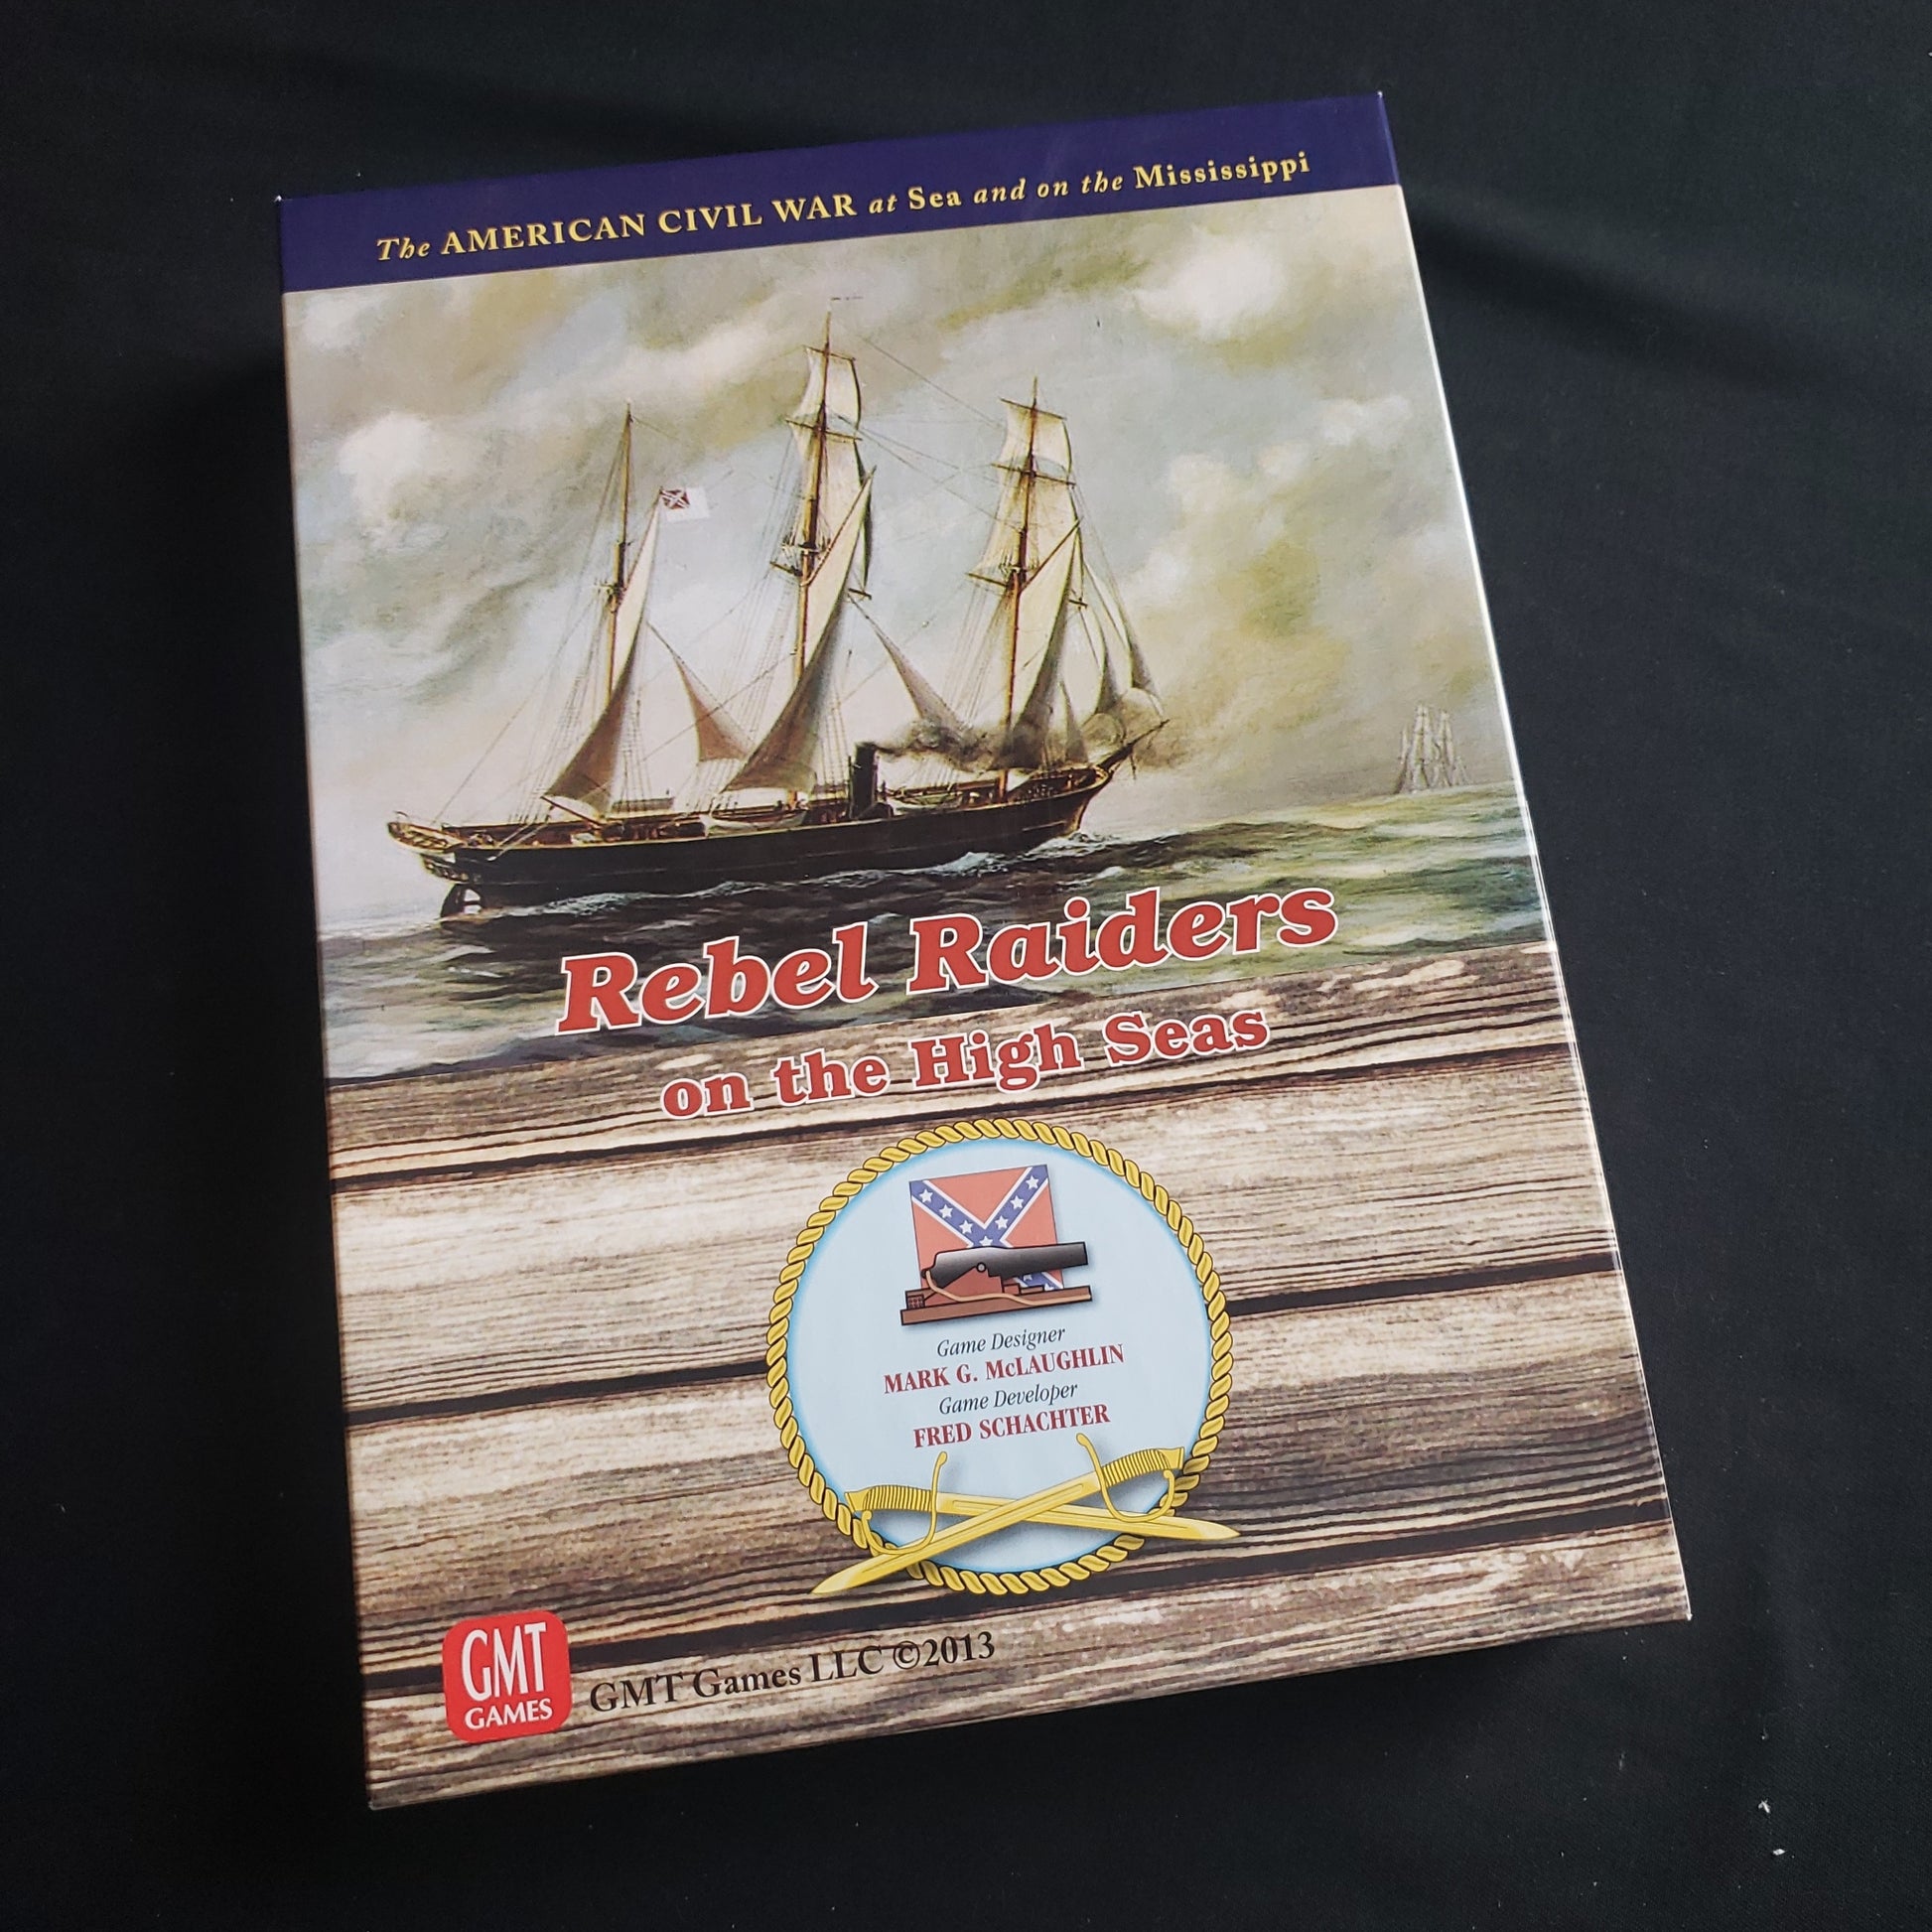 The AMERICAN CIVIL WAR at Sea and on the Mississippi
Rebel Raiders
on the High Seas
Game Designer
MARK G. McLAUGHLIN
Game Developer
FRED SCHACHTER
GMT
GAMES
GMT Games LLC ©2013